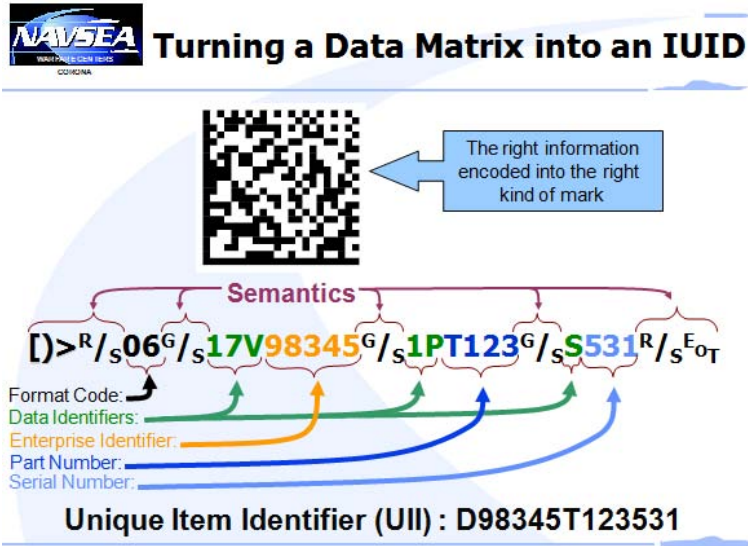 NAVSEA
WARFARE CENTERS
CORONA
Turning a Data Matrix into an IUID
The right information
encoded into the right
kind of mark
Semantics
[)>R/S06G/S17V98345G/S1PT123G/SS531R/SEOT
Format Code:
Data Identifiers:
Enterprise Identifier:
Part Number:
Serial Number:
Unique Item Identifier (UII) : D98345T123531